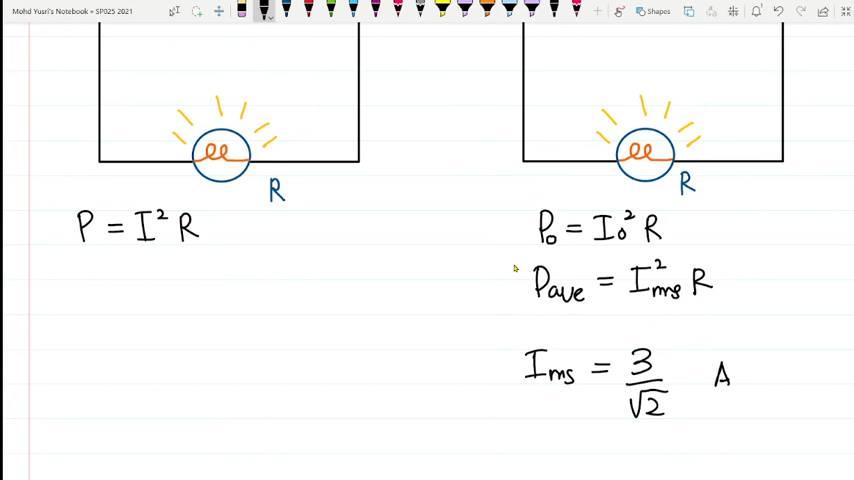 Mohd Yusri's Notebook » SP025 2021
Shapes
R
R
P = I² R
P₀ = I₀² R
Pave = I²rms R
Irms = 3/√2 A